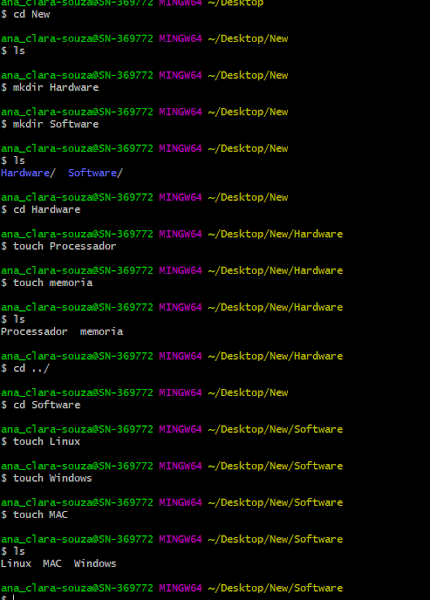 ana_clara-souza@SN-369772 MINGW64 ~/Desktop
$ cd New
ana_clara-souza@SN-369772 MINGW64 ~/Desktop/New
$ ls
ana_clara-souza@SN-369772 MINGW64 ~/Desktop/New
$ mkdir Hardware
ana_clara-souza@SN-369772 MINGW64 ~/Desktop/New
$ mkdir Software
ana_clara-souza@SN-369772 MINGW64 ~/Desktop/New
$ ls
Hardware/  Software/
ana_clara-souza@SN-369772 MINGW64 ~/Desktop/New
$ cd Hardware
ana_clara-souza@SN-369772 MINGW64 ~/Desktop/New/Hardware
$ touch Processador
ana_clara-souza@SN-369772 MINGW64 ~/Desktop/New/Hardware
$ touch memoria
ana_clara-souza@SN-369772 MINGW64 ~/Desktop/New/Hardware
$ ls
Processador  memoria
ana_clara-souza@SN-369772 MINGW64 ~/Desktop/New/Hardware
$ cd ../
ana_clara-souza@SN-369772 MINGW64 ~/Desktop/New
$ cd Software
ana_clara-souza@SN-369772 MINGW64 ~/Desktop/New/Software
$ touch Linux
ana_clara-souza@SN-369772 MINGW64 ~/Desktop/New/Software
$ touch Windows
ana_clara-souza@SN-369772 MINGW64 ~/Desktop/New/Software
$ touch MAC
ana_clara-souza@SN-369772 MINGW64 ~/Desktop/New/Software
$ ls
Linux  MAC  Windows
ana_clara-souza@SN-369772 MINGW64 ~/Desktop/New/Software
$